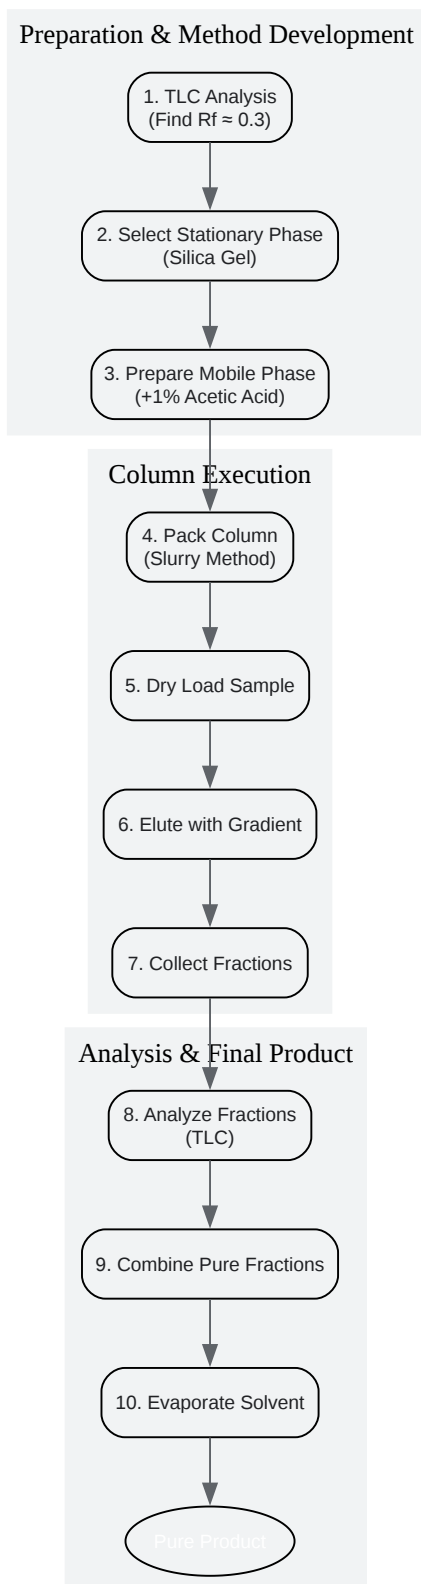 Preparation & Method Development
1. TLC Analysis
(Find Rf ≈ 0.3)
2. Select Stationary Phase
(Silica Gel)
3. Prepare Mobile Phase
(+1% Acetic Acid)
Column Execution
4. Pack Column
(Slurry Method)
5. Dry Load Sample
6. Elute with Gradient
7. Collect Fractions
Analysis & Final Product
8. Analyze Fractions
(TLC)
9. Combine Pure Fractions
10. Evaporate Solvent
Pure Product